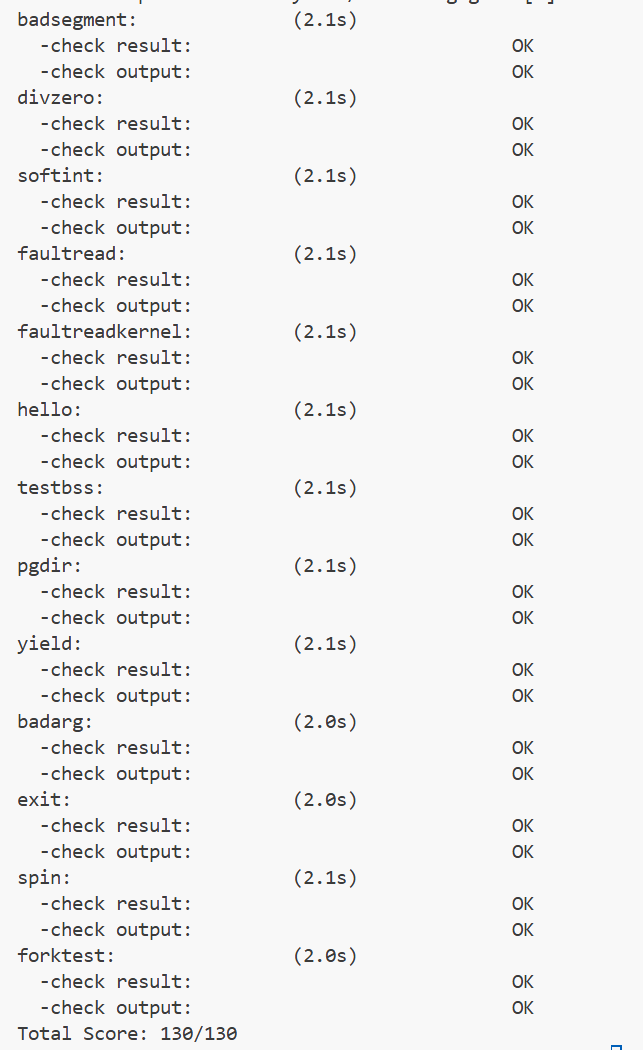 badsegment: (2.1s)
-check result: OK
-check output: OK
divzero: (2.1s)
-check result: OK
-check output: OK
softint: (2.1s)
-check result: OK
-check output: OK
faultread: (2.1s)
-check result: OK
-check output: OK
faultreadkernel: (2.1s)
-check result: OK
-check output: OK
hello: (2.1s)
-check result: OK
-check output: OK
testbss: (2.1s)
-check result: OK
-check output: OK
pgdir: (2.1s)
-check result: OK
-check output: OK
yield: (2.1s)
-check result: OK
-check output: OK
badarg: (2.0s)
-check result: OK
-check output: OK
exit: (2.0s)
-check result: OK
-check output: OK
spin: (2.1s)
-check result: OK
-check output: OK
forktest: (2.0s)
-check result: OK
-check output: OK
Total Score: 130/130